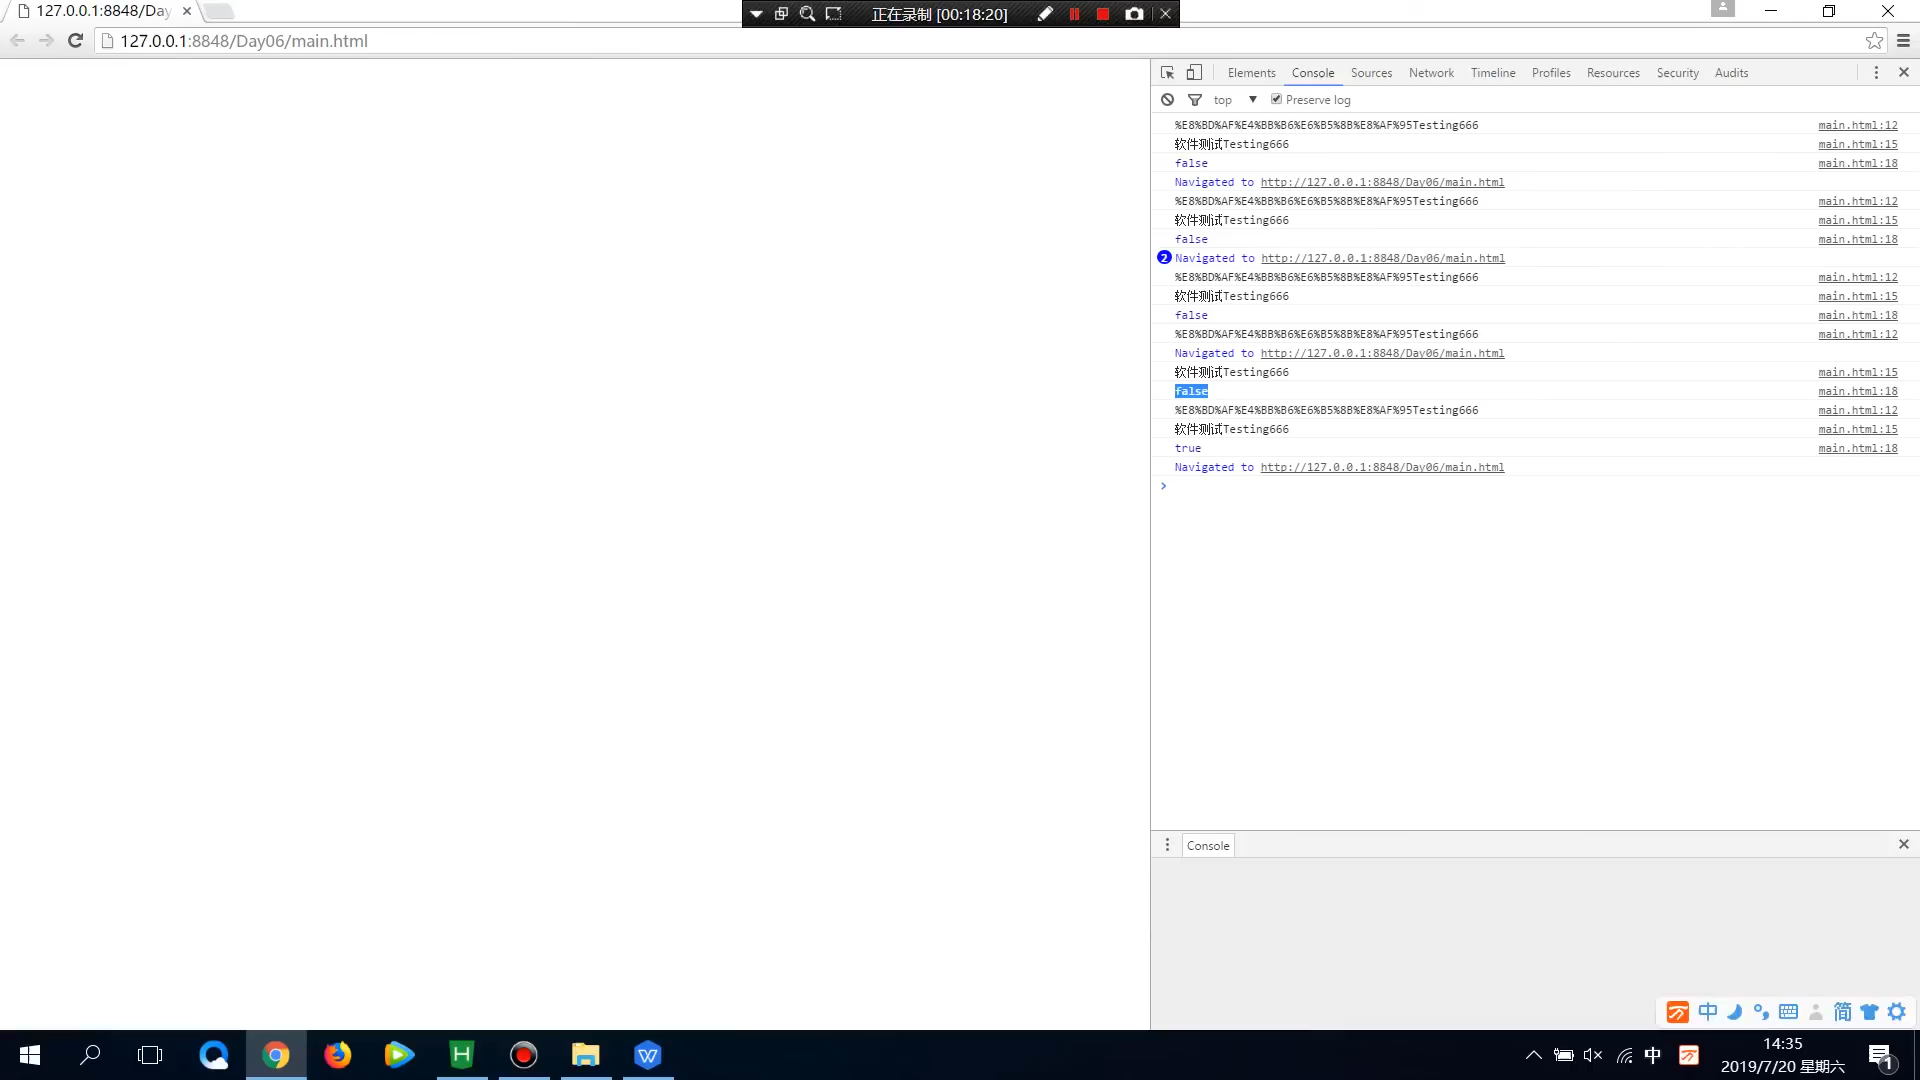 127.0.0.1:8848/Day
正在录制 [00:18:20]
127.0.0.1:8848/Day06/main.html
Elements Console Sources Network Timeline Profiles Resources Security Audits
top Preserve log
%E8%BD%AF%E4%BB%B6%E6%B5%8B%E8%AF%95Testing666 main.html:12
软件测试Testing666 main.html:15
false main.html:18
Navigated to http://127.0.0.1:8848/Day06/main.html
%E8%BD%AF%E4%BB%B6%E6%B5%8B%E8%AF%95Testing666 main.html:12
软件测试Testing666 main.html:15
false main.html:18
2 Navigated to http://127.0.0.1:8848/Day06/main.html
%E8%BD%AF%E4%BB%B6%E6%B5%8B%E8%AF%95Testing666 main.html:12
软件测试Testing666 main.html:15
false main.html:18
%E8%BD%AF%E4%BB%B6%E6%B5%8B%E8%AF%95Testing666 main.html:12
Navigated to http://127.0.0.1:8848/Day06/main.html
软件测试Testing666 main.html:15
false main.html:18
%E8%BD%AF%E4%BB%B6%E6%B5%8B%E8%AF%95Testing666 main.html:12
软件测试Testing666 main.html:15
true main.html:18
Navigated to http://127.0.0.1:8848/Day06/main.html
Console
中 简
中
14:35
2019/7/20 星期六
1